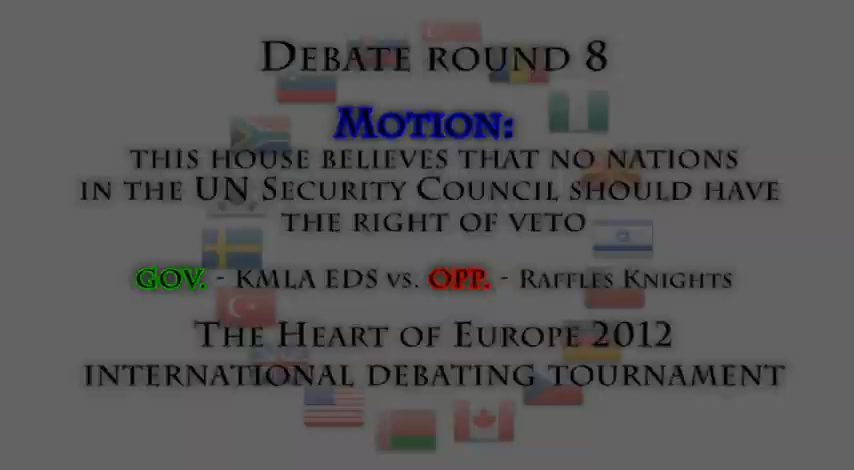 Debate round 8
Motion:
this house believes that no nations
in the UN Security Council should have
the right of veto
GOV. - KMLA EDS vs. OPP. - Raffles Knights
The Heart of Europe 2012
international debating tournament